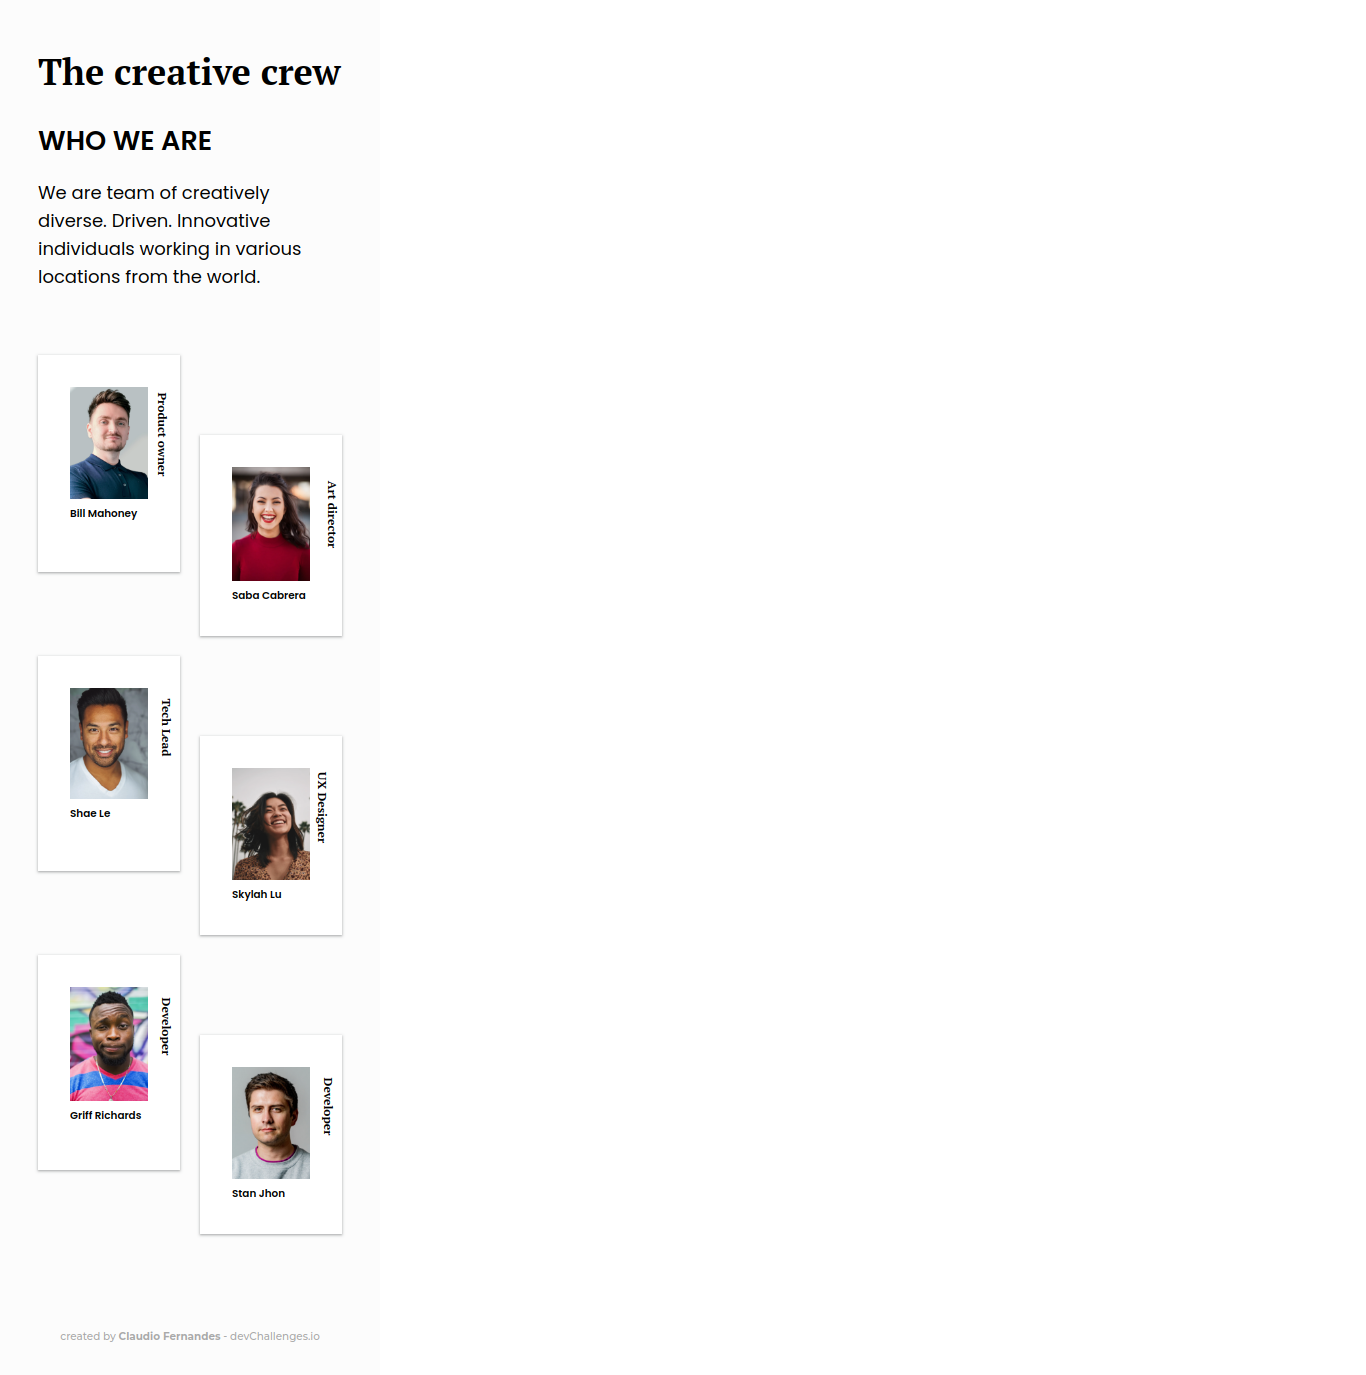 The creative crew
WHO WE ARE
We are team of creatively
diverse. Driven. Innovative
individuals working in various
locations from the world.
Product owner
Bill Mahoney
Art director
Saba Cabrera
Tech Lead
Shae Le
UX Designer
Skylah Lu
Developer
Griff Richards
Developer
Stan Jhon
created by Claudio Fernandes - devChallenges.io